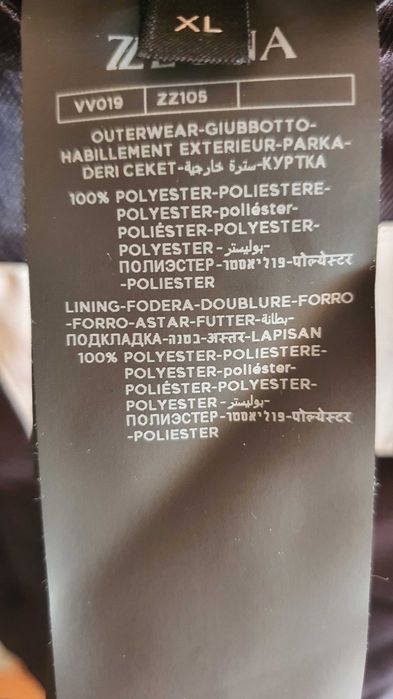 XL
VV019 ZZ105
OUTERWEAR-GIUBBOTTO-
HABILLEMENT EXTERIEUR-PARKA-
DERI CEKET-سترة خارجية-КУРТКА
100% POLYESTER-POLIESTERE-
POLYESTER-poliéster-
POLIÉSTER-POLYESTER-
POLYESTER-بوليستر-
ПОЛИЭСТЕР-פוליאסטר-पोल्येस्टर
-POLIESTER
LINING-FODERA-DOUBLURE-FORRO
-FORRO-ASTAR-FUTTER-بطانة-
ПОДКЛАДКА-בטנה-अस्तर-LAPISAN
100% POLYESTER-POLIESTERE-
POLYESTER-poliéster-
POLIÉSTER-POLYESTER-
POLYESTER-بوليستر-
ПОЛИЭСТЕР-פוליאסטר-पोल्येस्टर
-POLIESTER